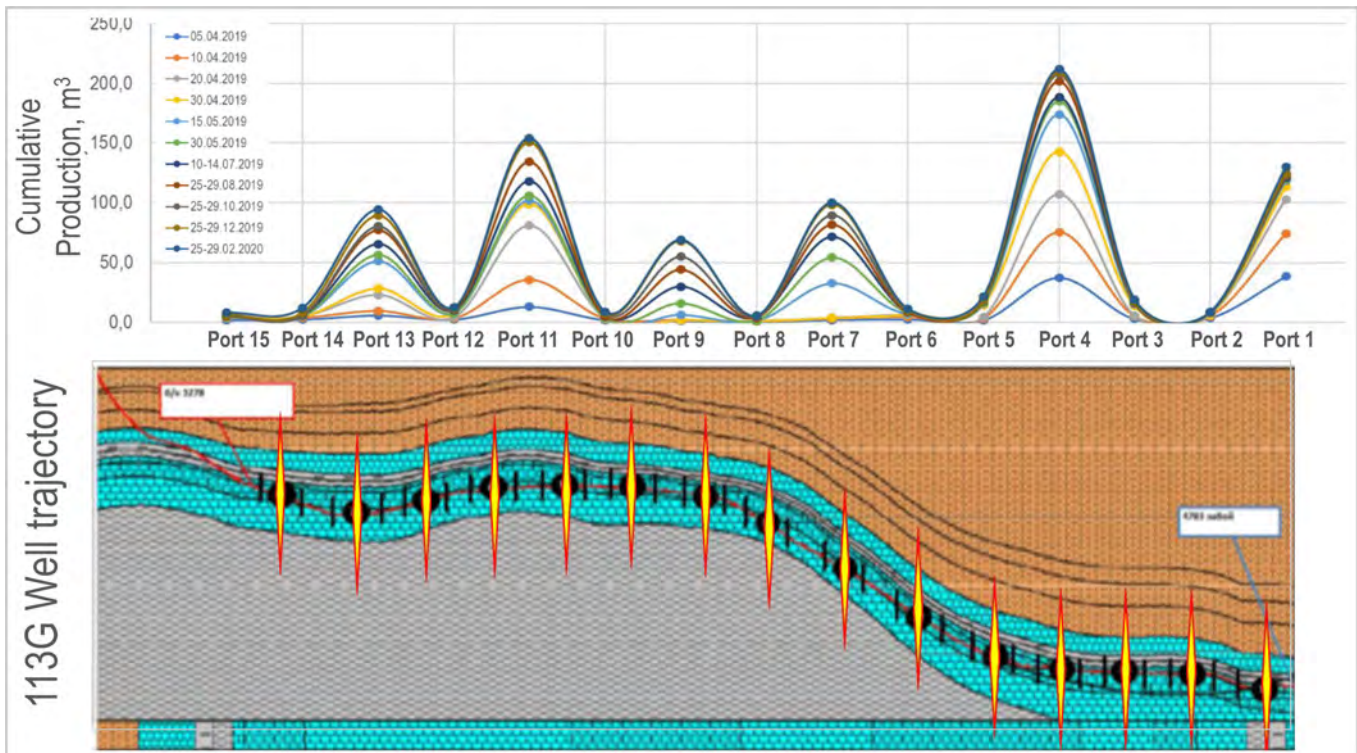 250,0
200,0
150,0
100,0
50,0
0,0
Cumulative
Production, m³
05.04.2019
10.04.2019
20.04.2019
30.04.2019
15.05.2019
30.05.2019
10-14.07.2019
25-29.08.2019
25-29.10.2019
25-29.12.2019
25-29.02.2020
Port 15 Port 14 Port 13 Port 12 Port 11 Port 10 Port 9 Port 8 Port 7 Port 6 Port 5 Port 4 Port 3 Port 2 Port 1
113G Well trajectory
б/к 3278
забой